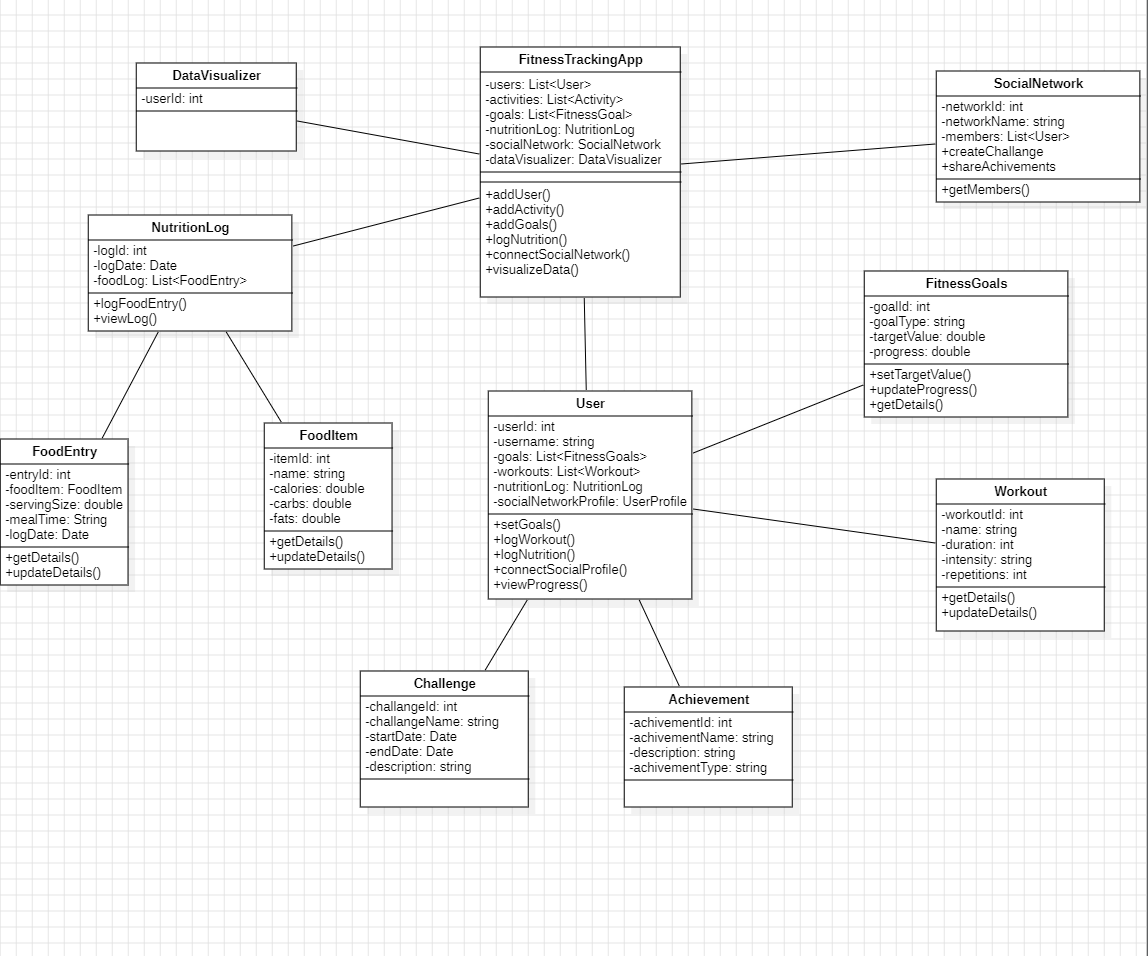 DataVisualizer
-userId: int
FitnessTrackingApp
-users: List<User>
-activities: List<Activity>
-goals: List<FitnessGoal>
-nutritionLog: NutritionLog
-socialNetwork: SocialNetwork
-dataVisualizer: DataVisualizer
+addUser()
+addActivity()
+addGoals()
+logNutrition()
+connectSocialNetwork()
+visualizeData()
SocialNetwork
-networkId: int
-networkName: string
-members: List<User>
+createChallange
+shareAchivements
+getMembers()
NutritionLog
-logId: int
-logDate: Date
-foodLog: List<FoodEntry>
+logFoodEntry()
+viewLog()
FitnessGoals
-goalId: int
-goalType: string
-targetValue: double
-progress: double
+setTargetValue()
+updateProgress()
+getDetails()
User
-userId: int
-username: string
-goals: List<FitnessGoals>
-workouts: List<Workout>
-nutritionLog: NutritionLog
-socialNetworkProfile: UserProfile
+setGoals()
+logWorkout()
+logNutrition()
+connectSocialProfile()
+viewProgress()
FoodEntry
-entryId: int
-foodItem: FoodItem
-servingSize: double
-mealTime: String
-logDate: Date
+getDetails()
+updateDetails()
FoodItem
-itemId: int
-name: string
-calories: double
-carbs: double
-fats: double
+getDetails()
+updateDetails()
Workout
-workoutId: int
-name: string
-duration: int
-intensity: string
-repetitions: int
+getDetails()
+updateDetails()
Challenge
-challangeId: int
-challangeName: string
-startDate: Date
-endDate: Date
-description: string
Achievement
-achivementId: int
-achivementName: string
-description: string
-achivementType: string